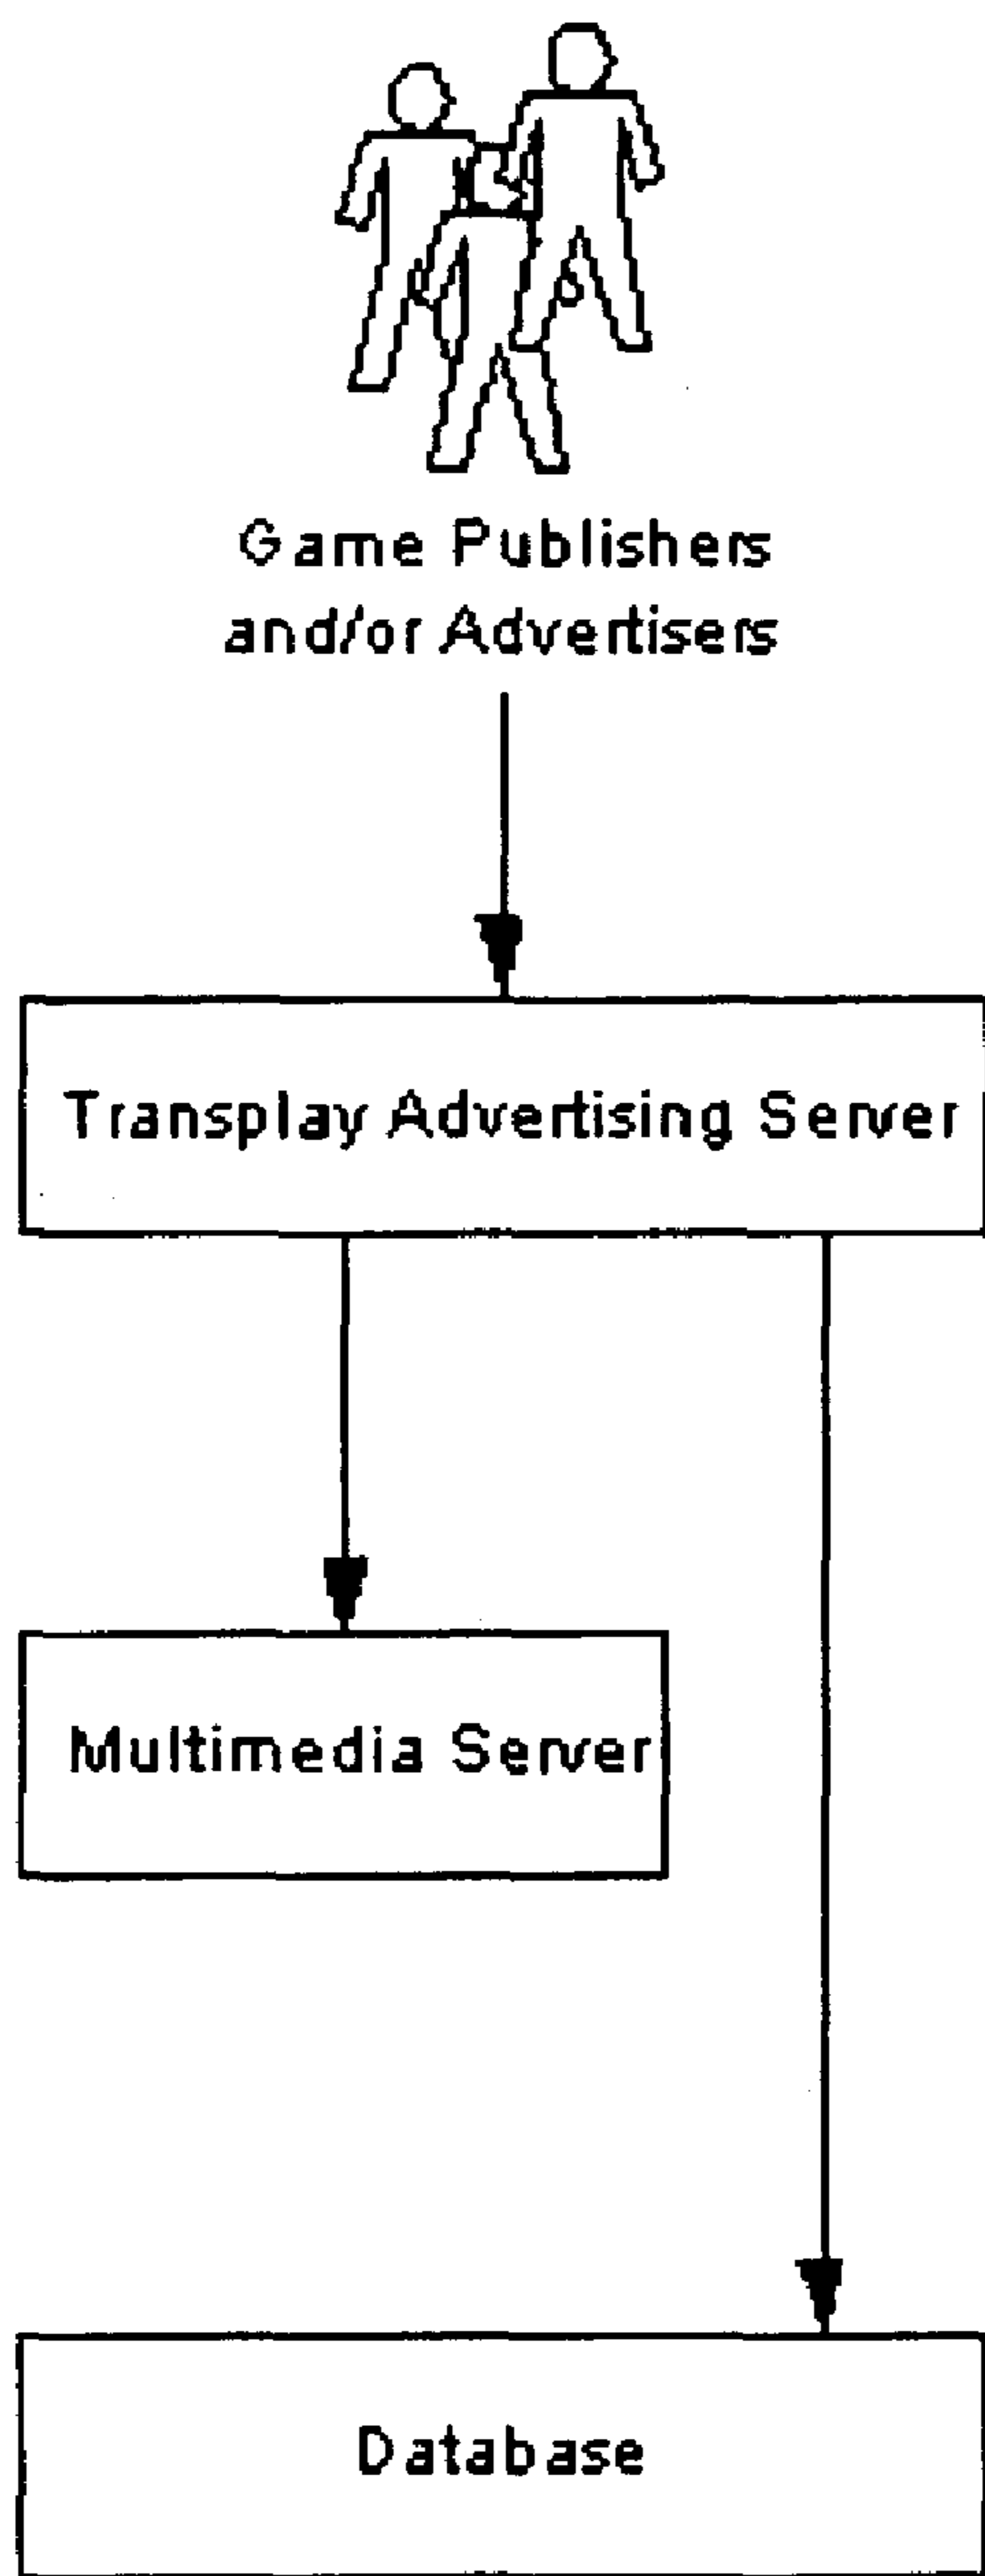 Game Publishers
and/or Advertisers
Transplay Advertising Server
Multimedia Server
Database